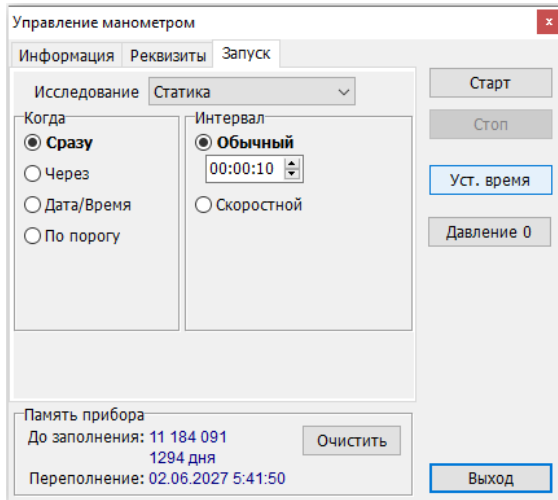 Управление манометром
x
Информация Реквизиты Запуск
Исследование Статика
Старт
Когда
Интервал
Сразу
Обычный
Стоп
00:00:10
Через
Уст. время
Дата/Время
Скоростной
По порогу
Давление 0
Память прибора
До заполнения: 11 184 091
1294 дня
Очистить
Переполнение: 02.06.2027 5:41:50
Выход